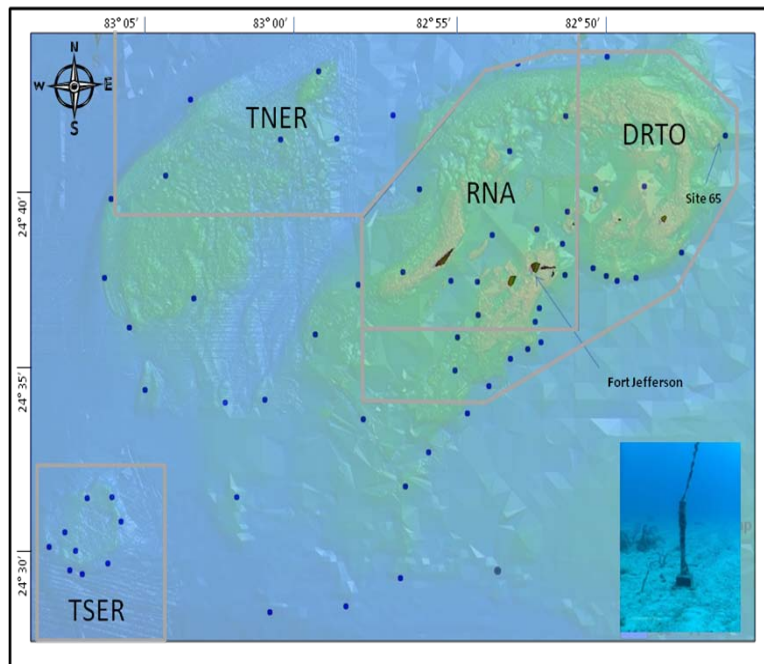 83° 05'
83° 00'
82° 55'
82° 50'
N
W
E
S
TNER
DRTO
Site 65
24° 40'
RNA
Fort Jefferson
24° 35'
24° 30'
TSER